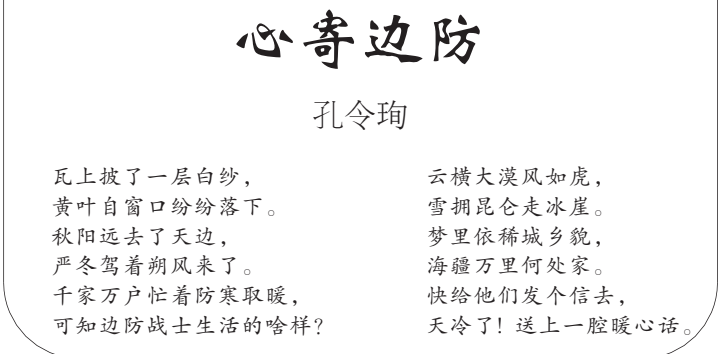 心寄边防
孔令珣
瓦上披了一层白纱，
黄叶自窗口纷纷落下。
秋阳远去了天边，
严冬驾着朔风来了。
千家万户忙着防寒取暖，
可知边防战士生活的啥样？
云横大漠风如虎，
雪拥昆仑走冰崖。
梦里依稀城乡貌，
海疆万里何处家。
快给他们发个信去，
天冷了！送上一腔暖心话。